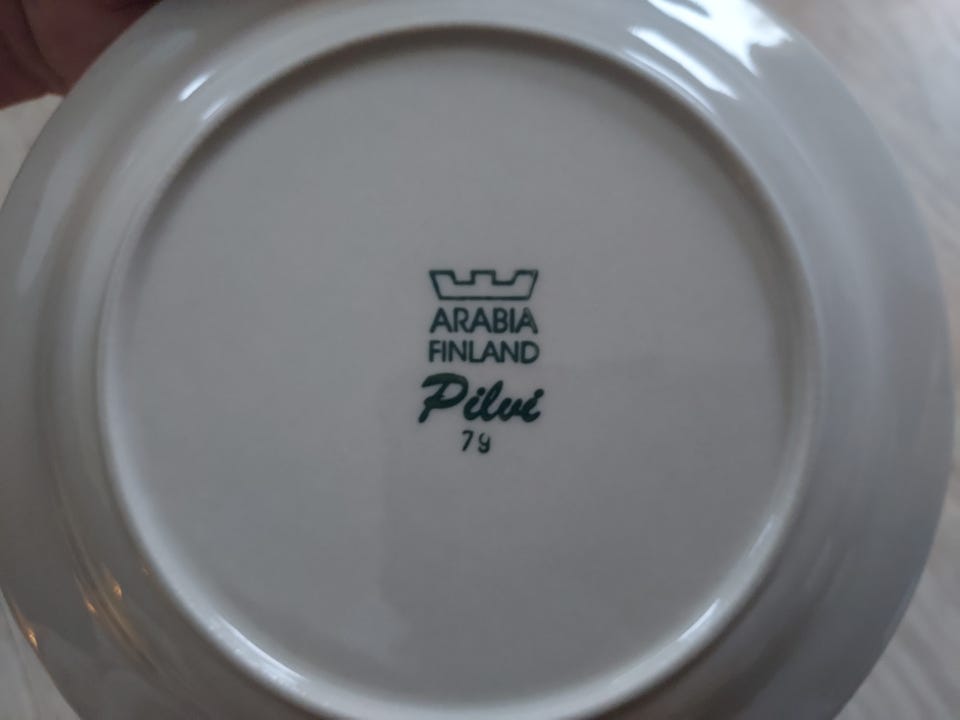 ARABIA
FINLAND
Pilvi
79